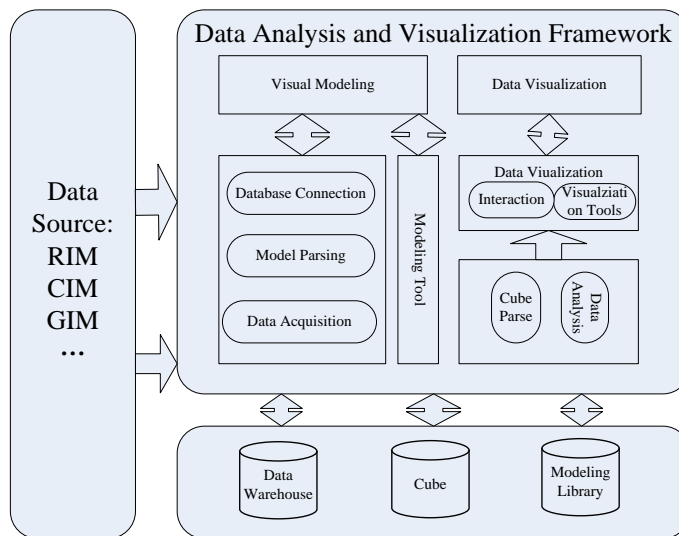 Data Analysis and Visualization Framework
Data
Source:
RIM
CIM
GIM
...
Visual Modeling
Data Visualization
Database Connection
Model Parsing
Data Acquisition
Modeling Tool
Data Viualization
Interaction
Visualziati
on Tools
Cube
Parse
Data
Analysis
Data
Warehouse
Cube
Modeling
Library